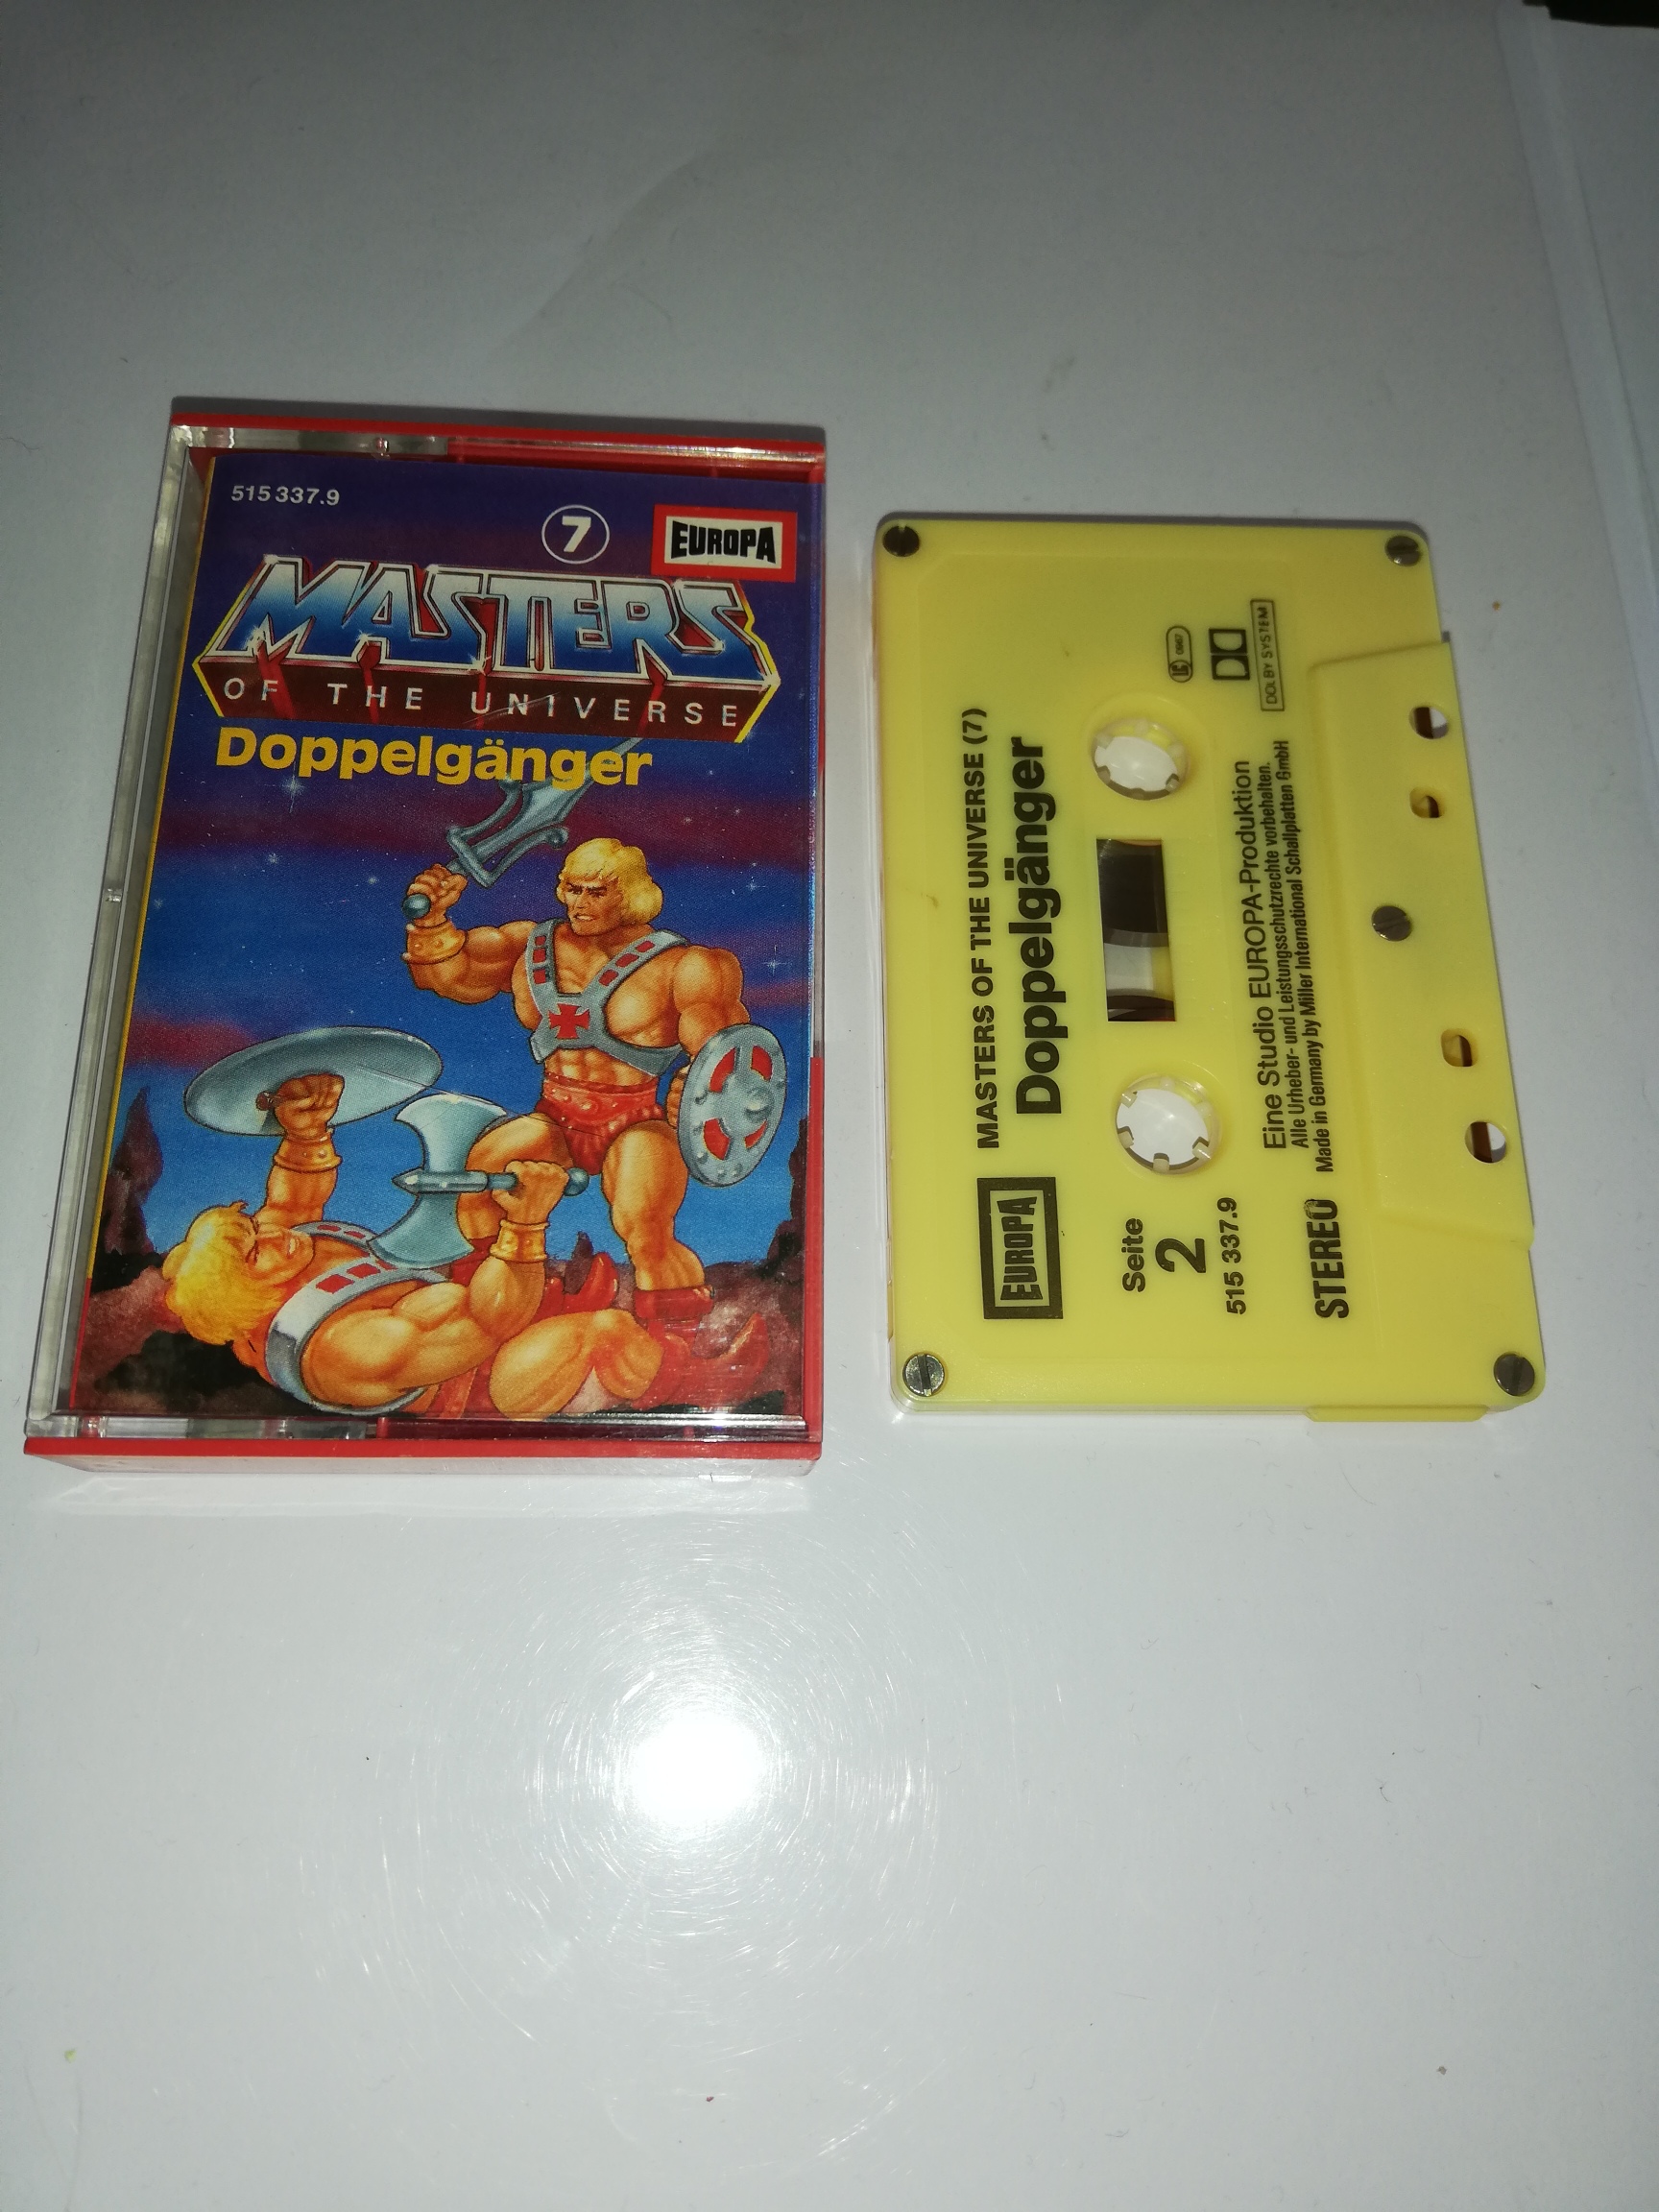 515 337.9
7
EUROPA
MASTERS
OF THE UNIVERSE
Doppelgänger
MASTERS OF THE UNIVERSE (7)
Doppelgänger
EUROPA
Seite
2
515 337.9
STEREO
Eine Studio EUROPA-Produktion
Alle Urheber- und Leistungsschutzrechte vorbehalten.
Made in Germany by Miller International Schallplatten GmbH
DOLBY SYSTEM